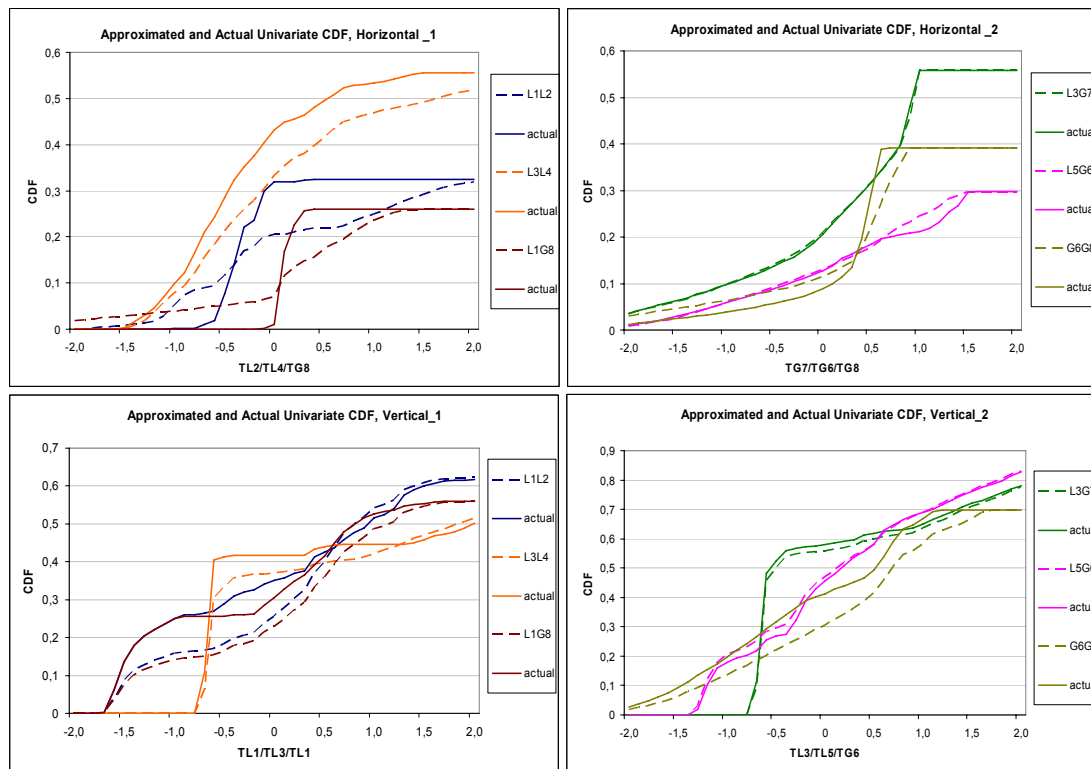 Approximated and Actual Univariate CDF, Horizontal _1
0,6
0,5
0,4
0,3
0,2
0,1
0
CDF
-2,0 -1,5 -1,0 -0,5 0 0,5 1,0 1,5 2,0
TL2/TL4/TG8
L1L2
actual
L3L4
actual
L1G8
actual
Approximated and Actual Univariate CDF, Horizontal _2
0,6
0,5
0,4
0,3
0,2
0,1
0
CDF
-2,0 -1,5 -1,0 -0,5 0 0,5 1,0 1,5 2,0
TG7/TG6/TG8
L3G7
actua
L5G6
actua
G6G8
actua
Approximated and Actual Univariate CDF, Vertical_1
0,7
0,6
0,5
0,4
0,3
0,2
0,1
0
CDF
-2,0 -1,5 -1,0 -0,5 0 0,5 1,0 1,5 2,0
TL1/TL3/TL1
L1L2
actual
L3L4
actual
L1G8
actual
Approximated and Actual Univariate CDF, Vertical_2
0,9
0,8
0,7
0,6
0,5
0,4
0,3
0,2
0,1
0
CDF
-2,0 -1,5 -1,0 -0,5 0 0,5 1,0 1,5 2,0
TL3/TL5/TG6
L3G7
actua
L5G6
actua
G6G
actua